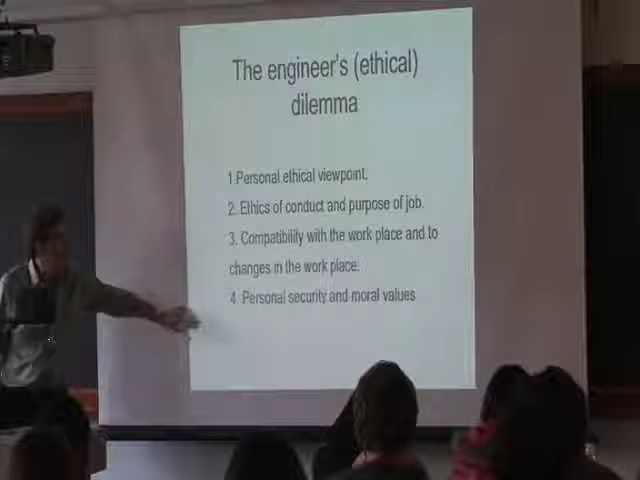 The engineer's (ethical)
dilemma
1.Personal ethical viewpoint.
2. Ethics of conduct and purpose of job.
3. Compatibility with the work place and to
changes in the work place.
4. Personal security and moral values